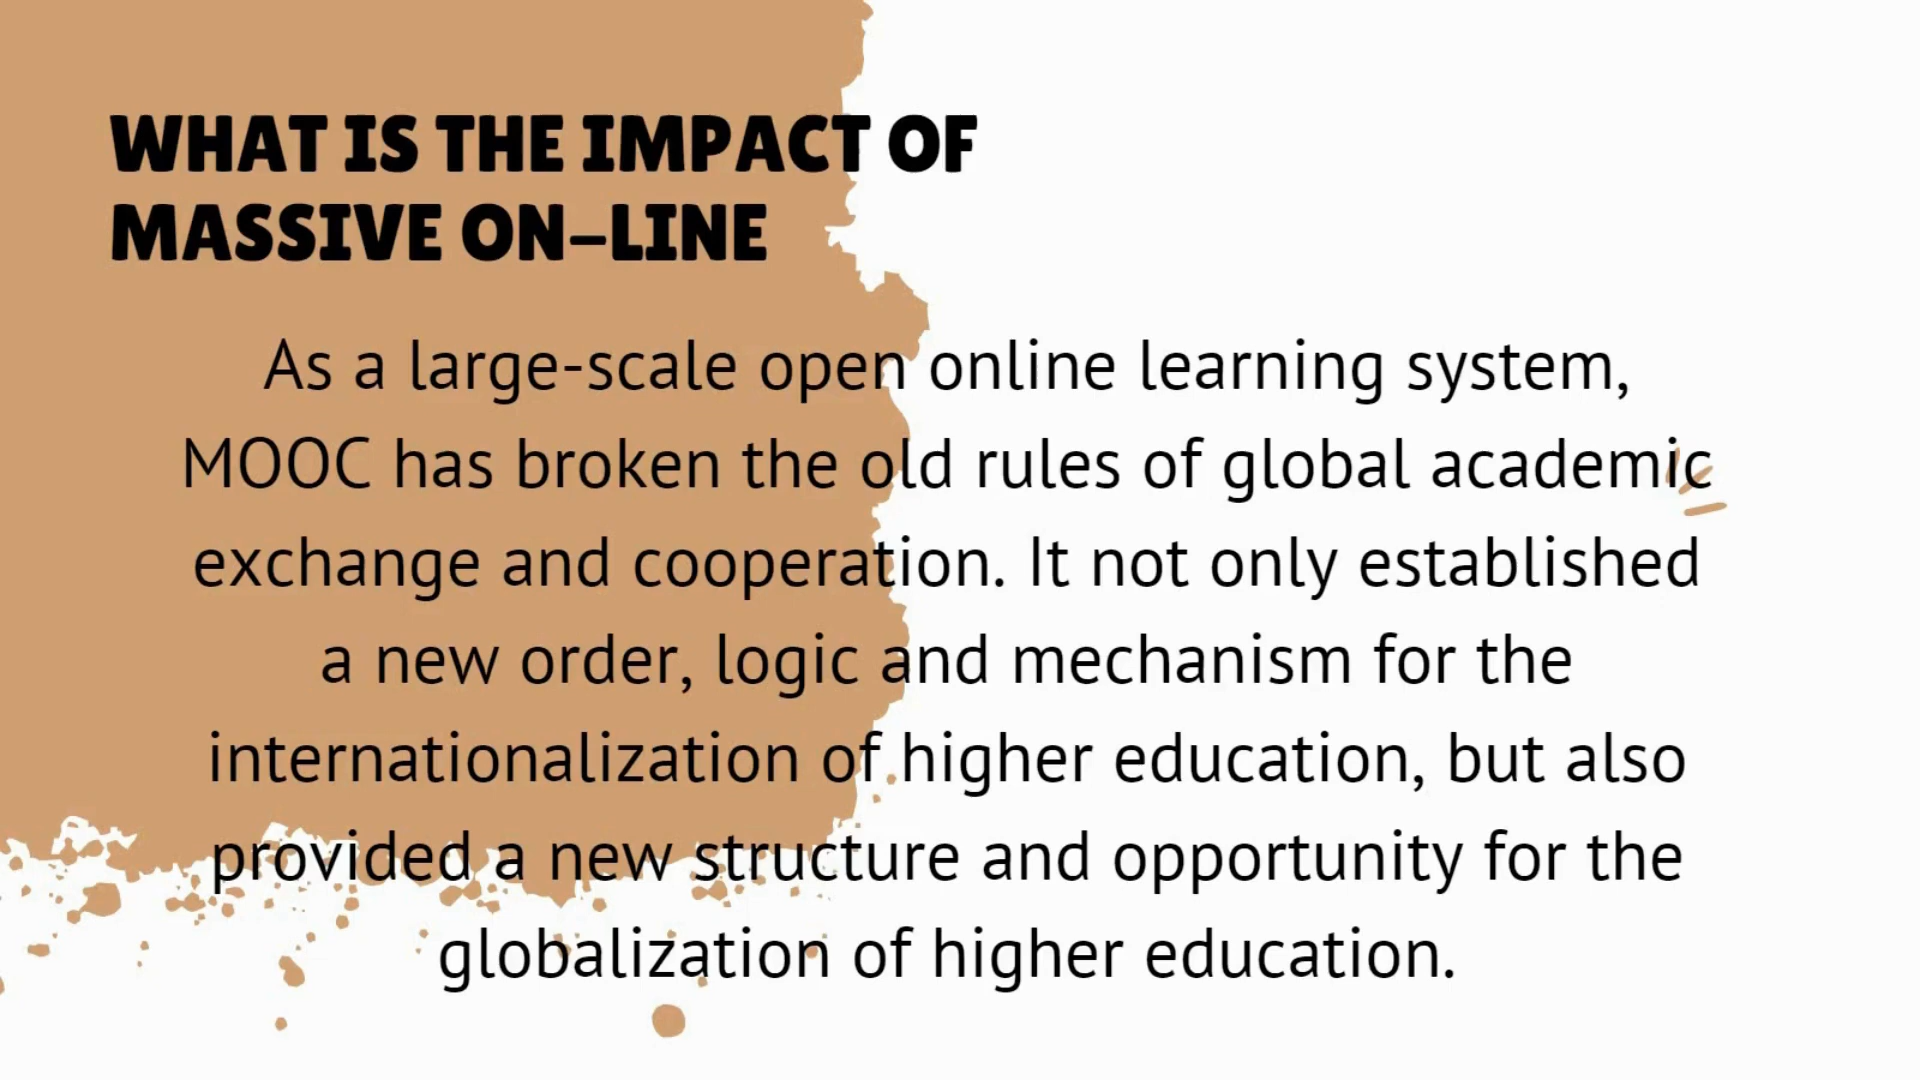 WHAT IS THE IMPACT OF
MASSIVE ON-LINE
As a large-scale open online learning system,
MOOC has broken the old rules of global academic
exchange and cooperation. It not only established
a new order, logic and mechanism for the
internationalization of higher education, but also
provided a new structure and opportunity for the
globalization of higher education.